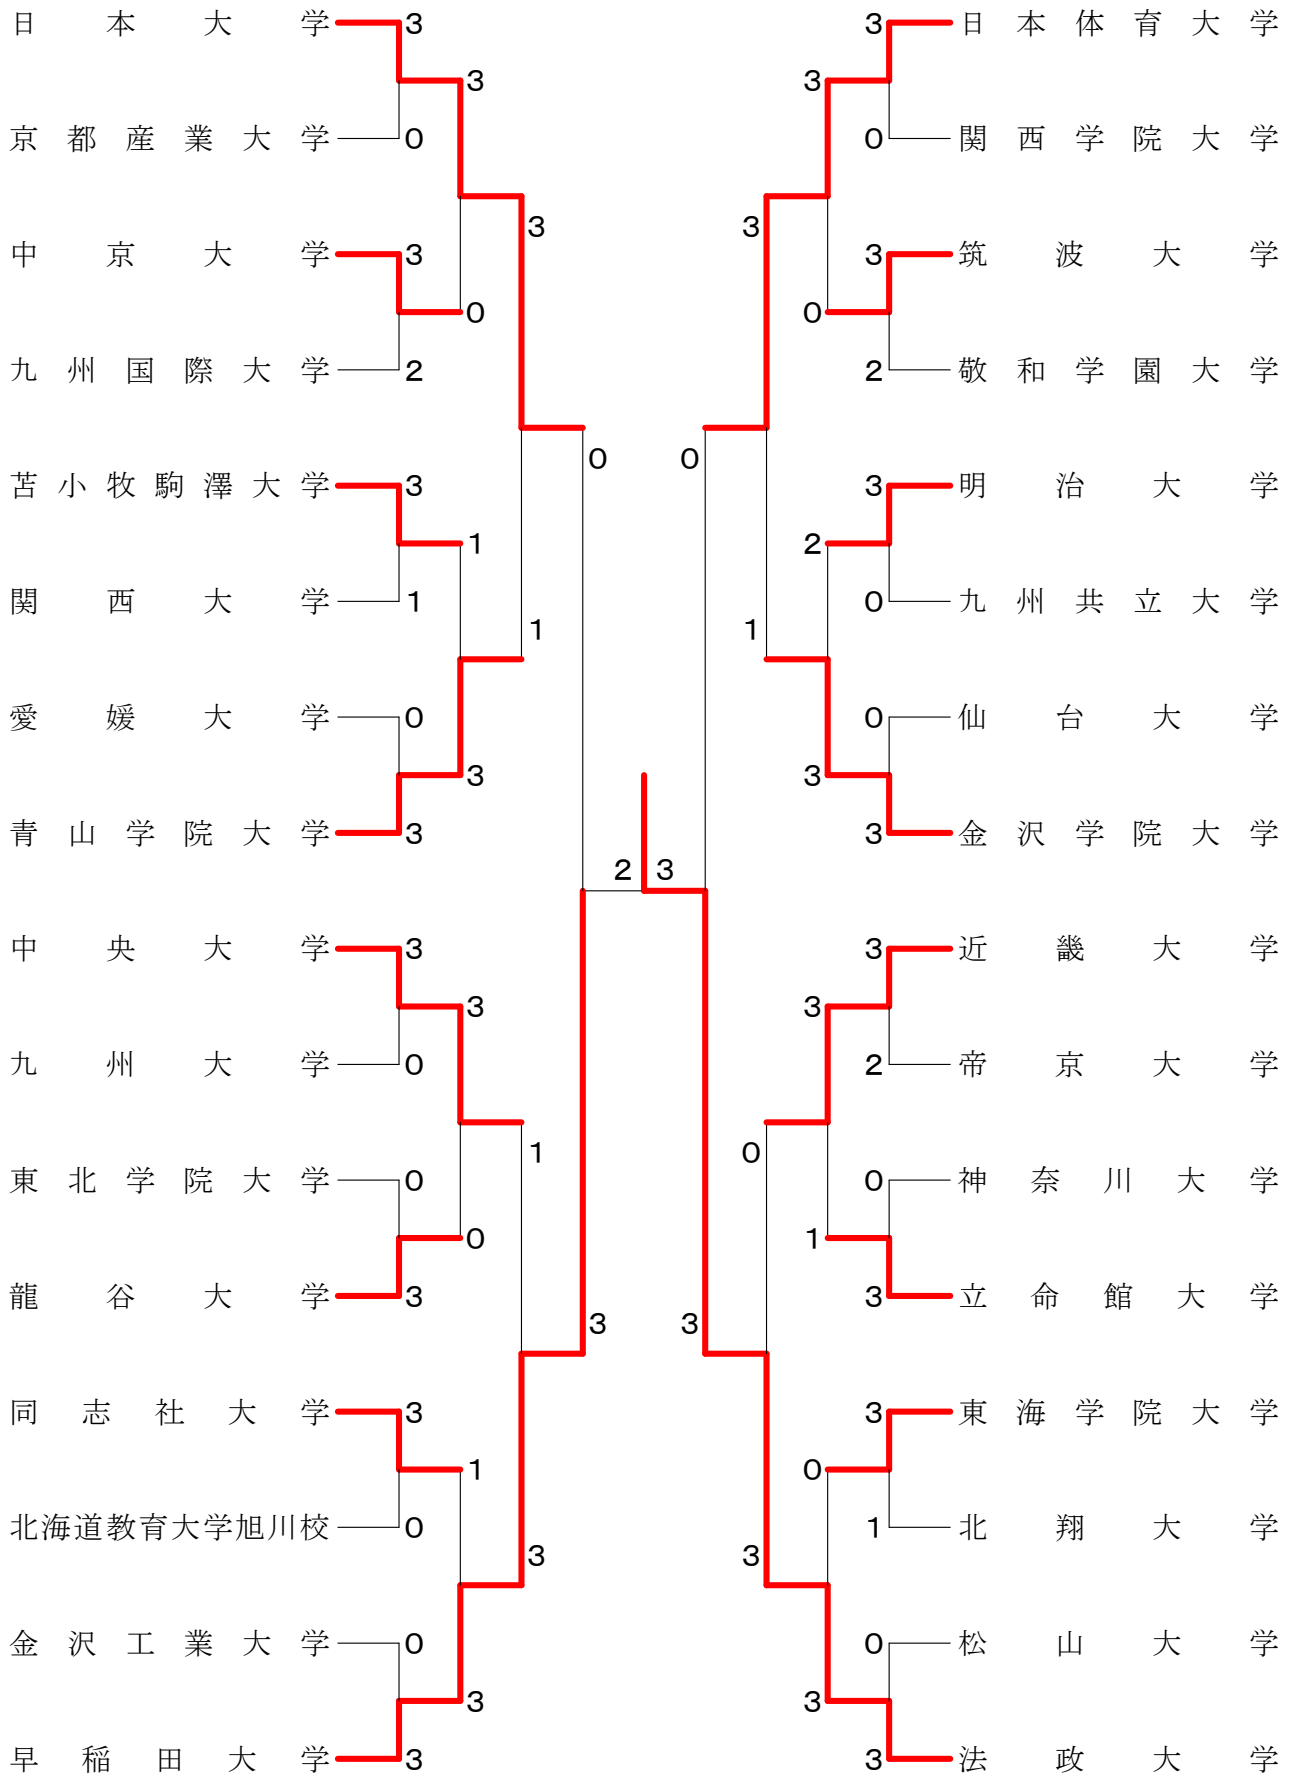 日本大学 3 3 日本体育大学
3 3
京都産業大学 0 0 関西学院大学
3 3
中京大学 3 3 筑波大学
0 0
九州国際大学 2 2 敬和学園大学
0 0
苫小牧駒澤大学 3 3 明治大学
1 2
関西大学 1 0 九州共立大学
1 1
愛媛大学 0 0 仙台大学
3 3
青山学院大学 3 3 金沢学院大学
2 3
中央大学 3 3 近畿大学
3 3
九州大学 0 2 帝京大学
1 0
東北学院大学 0 0 神奈川大学
0 1
龍谷大学 3 3 立命館大学
3 3
同志社大学 3 3 東海学院大学
1 0
北海道教育大学旭川校 0 1 北翔大学
3 3
金沢工業大学 0 0 松山大学
3 3
早稲田大学 3 3 法政大学